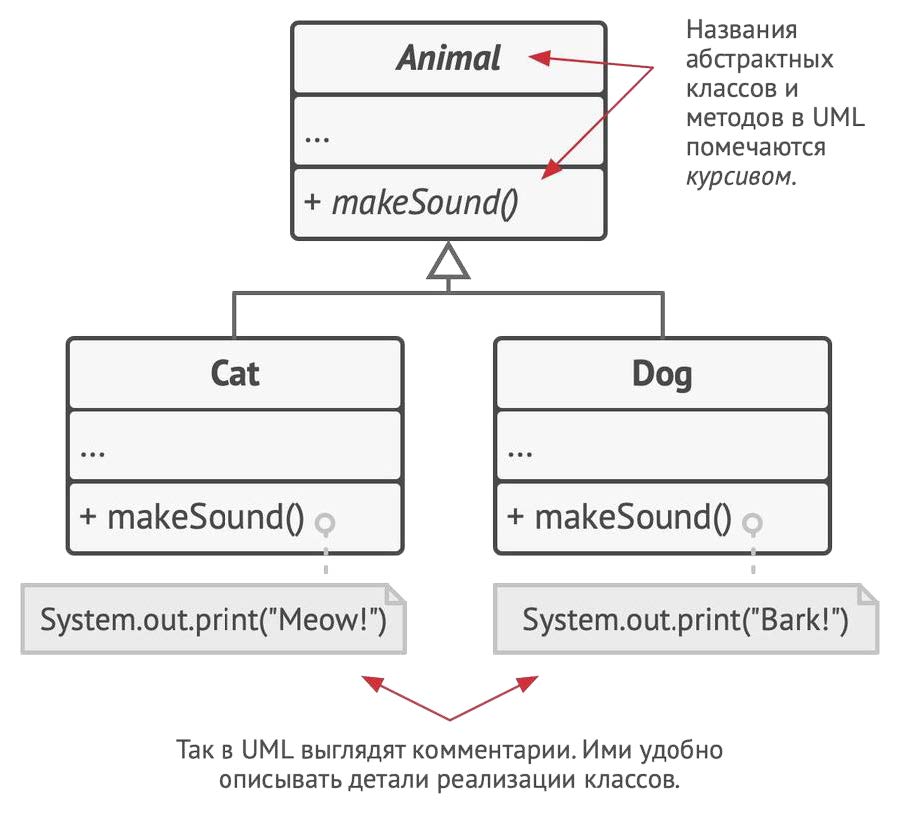 Animal
...
+ makeSound()
Названия
абстрактных
классов и
методов в UML
помечаются
курсивом.
Cat
...
+ makeSound()
System.out.print("Meow!")
Dog
...
+ makeSound()
System.out.print("Bark!")
Так в UML выглядят комментарии. Ими удобно
описывать детали реализации классов.